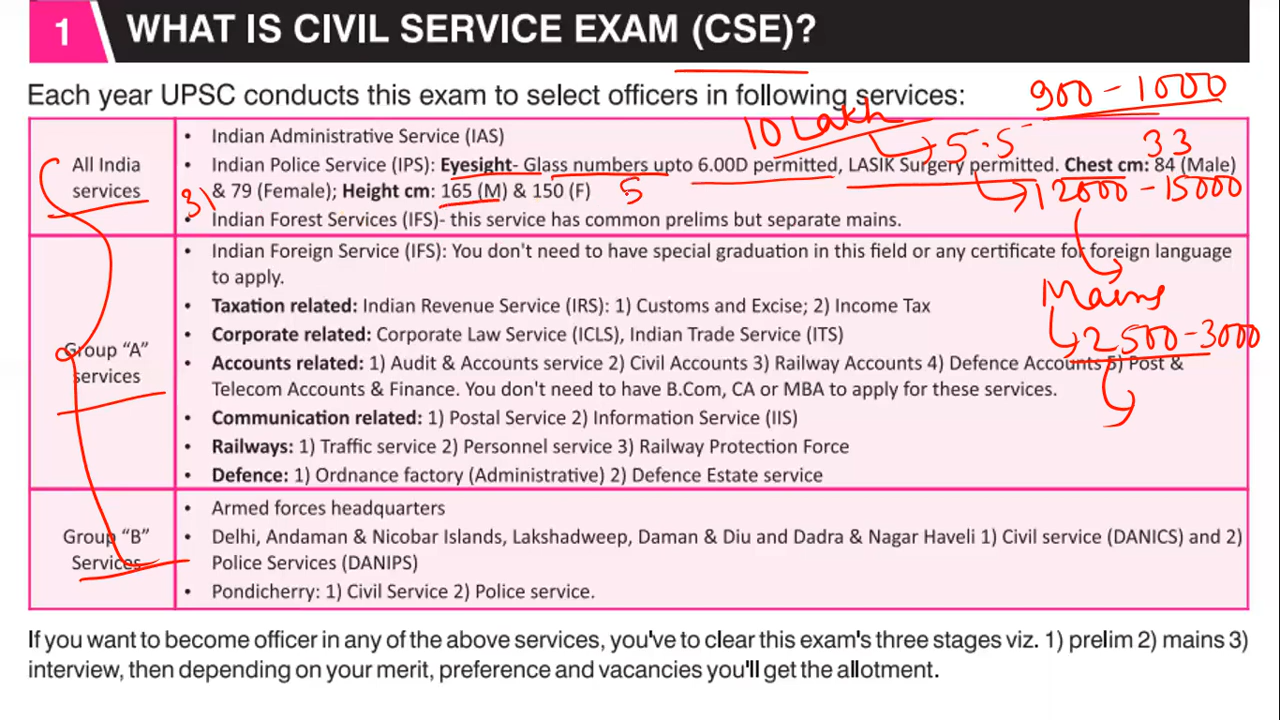 1 WHAT IS CIVIL SERVICE EXAM (CSE)?
Each year UPSC conducts this exam to select officers in following services:
900 - 1000
10 Lakh
5.5
33
All India
services
• Indian Administrative Service (IAS)
• Indian Police Service (IPS): Eyesight- Glass numbers upto 6.00D permitted, LASIK Surgery permitted. Chest cm: 84 (Male)
& 79 (Female); Height cm: 165 (M) & 150 (F)
31
5
12000 - 15000
• Indian Forest Services (IFS)- this service has common prelims but separate mains.
Group “A”
services
• Indian Foreign Service (IFS): You don't need to have special graduation in this field or any certificate for foreign language
to apply.
Mains
2500-3000
• Taxation related: Indian Revenue Service (IRS): 1) Customs and Excise; 2) Income Tax
• Corporate related: Corporate Law Service (ICLS), Indian Trade Service (ITS)
• Accounts related: 1) Audit & Accounts service 2) Civil Accounts 3) Railway Accounts 4) Defence Accounts 5) Post &
Telecom Accounts & Finance. You don't need to have B.Com, CA or MBA to apply for these services.
• Communication related: 1) Postal Service 2) Information Service (IIS)
• Railways: 1) Traffic service 2) Personnel service 3) Railway Protection Force
• Defence: 1) Ordnance factory (Administrative) 2) Defence Estate service
Group “B”
Services
• Armed forces headquarters
• Delhi, Andaman & Nicobar Islands, Lakshadweep, Daman & Diu and Dadra & Nagar Haveli 1) Civil service (DANICS) and 2)
Police Services (DANIPS)
• Pondicherry: 1) Civil Service 2) Police service.
If you want to become officer in any of the above services, you've to clear this exam's three stages viz. 1) prelim 2) mains 3)
interview, then depending on your merit, preference and vacancies you'll get the allotment.